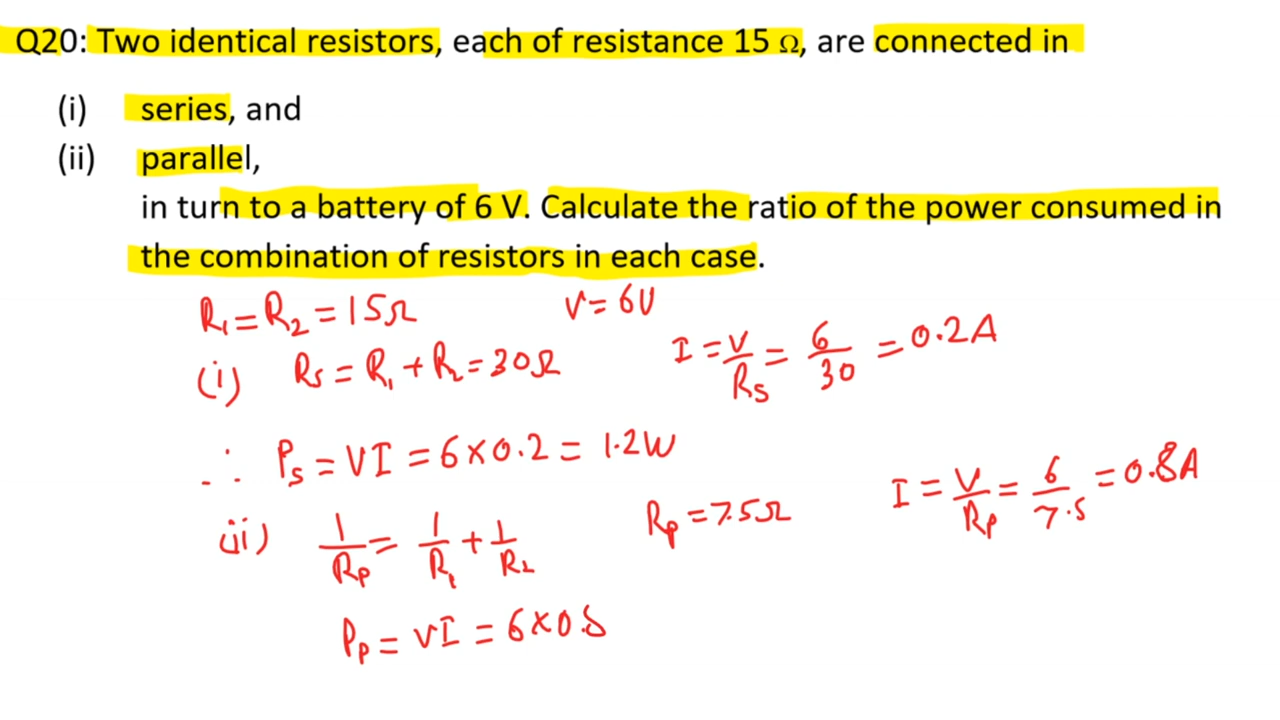 Q20: Two identical resistors, each of resistance 15 Ω, are connected in
(i) series, and
(ii) parallel,
in turn to a battery of 6 V. Calculate the ratio of the power consumed in
the combination of resistors in each case.
R₁ = R₂ = 15Ω V = 6V
(i) Rs = R₁ + R₂ = 30Ω I = V/Rs = 6/30 = 0.2A
∴ Ps = VI = 6×0.2 = 1.2W
ii) 1/Rp = 1/R₁ + 1/R₂ Rp = 7.5Ω I = V/Rp = 6/7.5 = 0.8A
Pp = VI = 6×0.8